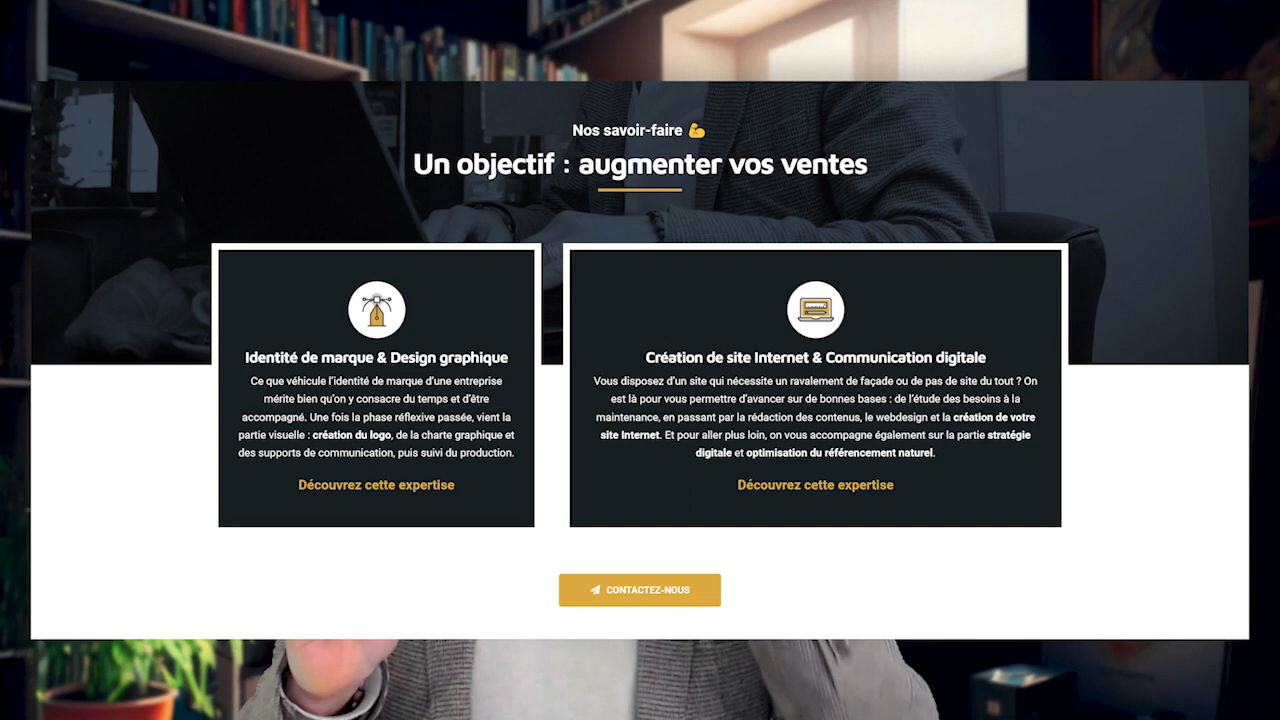 Nos savoir-faire 💪
Un objectif : augmenter vos ventes
Identité de marque & Design graphique
Ce que véhicule l'identité de marque d'une entreprise
mérite bien qu'on y consacre du temps et d'être
accompagné. Une fois la phase réflexive passée, vient la
partie visuelle : création du logo, de la charte graphique et
des supports de communication, puis suivi du production.
Découvrez cette expertise
Création de site Internet & Communication digitale
Vous disposez d'un site qui nécessite un ravalement de façade ou de pas de site du tout ? On
est là pour vous permettre d'avancer sur de bonnes bases : de l'étude des besoins à la
maintenance, en passant par la rédaction des contenus, le webdesign et la création de votre
site Internet. Et pour aller plus loin, on vous accompagne également sur la partie stratégie
digitale et optimisation du référencement naturel.
Découvrez cette expertise
CONTACTEZ-NOUS